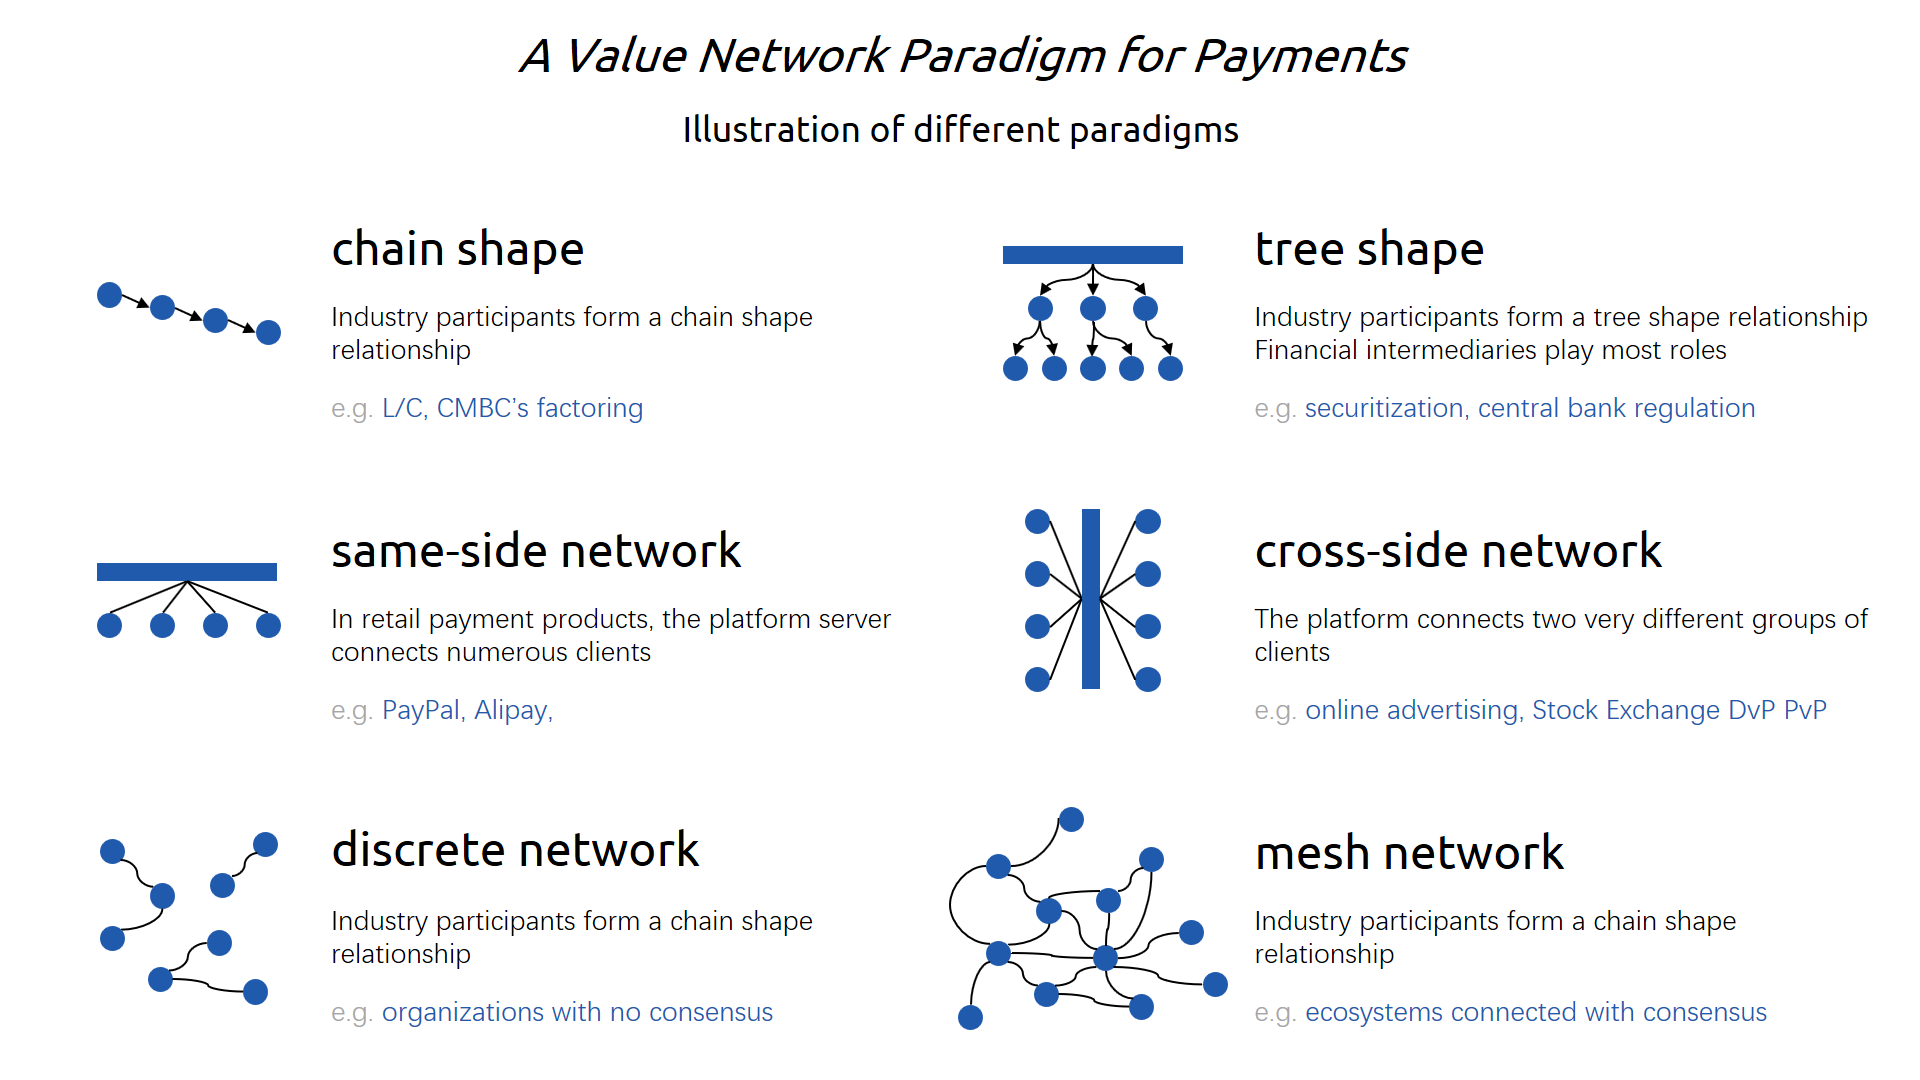 A Value Network Paradigm for Payments
Illustration of different paradigms
chain shape
Industry participants form a chain shape
relationship
e.g. L/C, CMBC’s factoring
tree shape
Industry participants form a tree shape relationship
Financial intermediaries play most roles
e.g. securitization, central bank regulation
same-side network
In retail payment products, the platform server
connects numerous clients
e.g. PayPal, Alipay,
cross-side network
The platform connects two very different groups of
clients
e.g. online advertising, Stock Exchange DvP PvP
discrete network
Industry participants form a chain shape
relationship
e.g. organizations with no consensus
mesh network
Industry participants form a chain shape
relationship
e.g. ecosystems connected with consensus